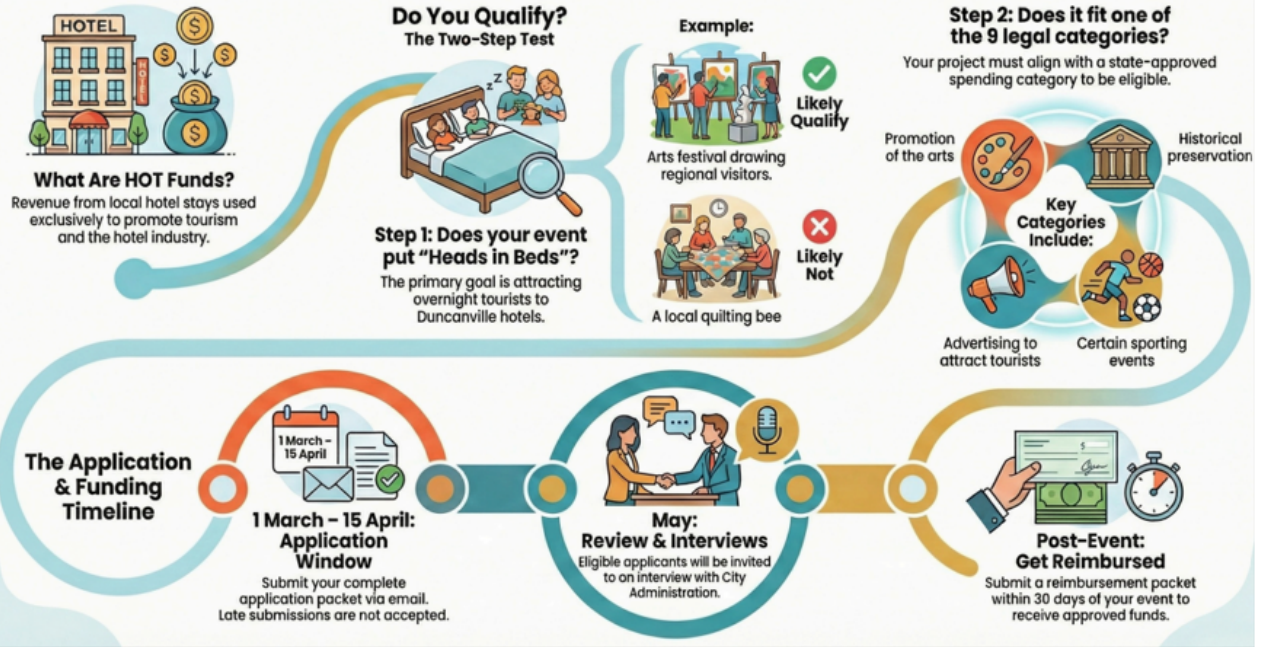 HOTEL
HOTEL
What Are HOT Funds?
Revenue from local hotel stays used
exclusively to promote tourism
and the hotel industry.
Do You Qualify?
The Two-Step Test
zz
Step 1: Does your event
put “Heads in Beds”?
The primary goal is attracting
overnight tourists to
Duncanville hotels.
Example:
Likely
Qualify
Arts festival drawing
regional visitors.
Likely
Not
A local quilting bee
Step 2: Does it fit one of
the 9 legal categories?
Your project must align with a state-approved
spending category to be eligible.
Promotion
of the arts
Historical
preservation
Key
Categories
Include:
Advertising to
attract tourists
Certain sporting
events
The Application
& Funding
Timeline
1 March –
15 April
1 March – 15 April:
Application
Window
Submit your complete
application packet via email.
Late submissions are not accepted.
May:
Review & Interviews
Eligible applicants will be invited
to on interview with City
Administration.
$
Post-Event:
Get Reimbursed
Submit a reimbursement packet
within 30 days of your event to
receive approved funds.